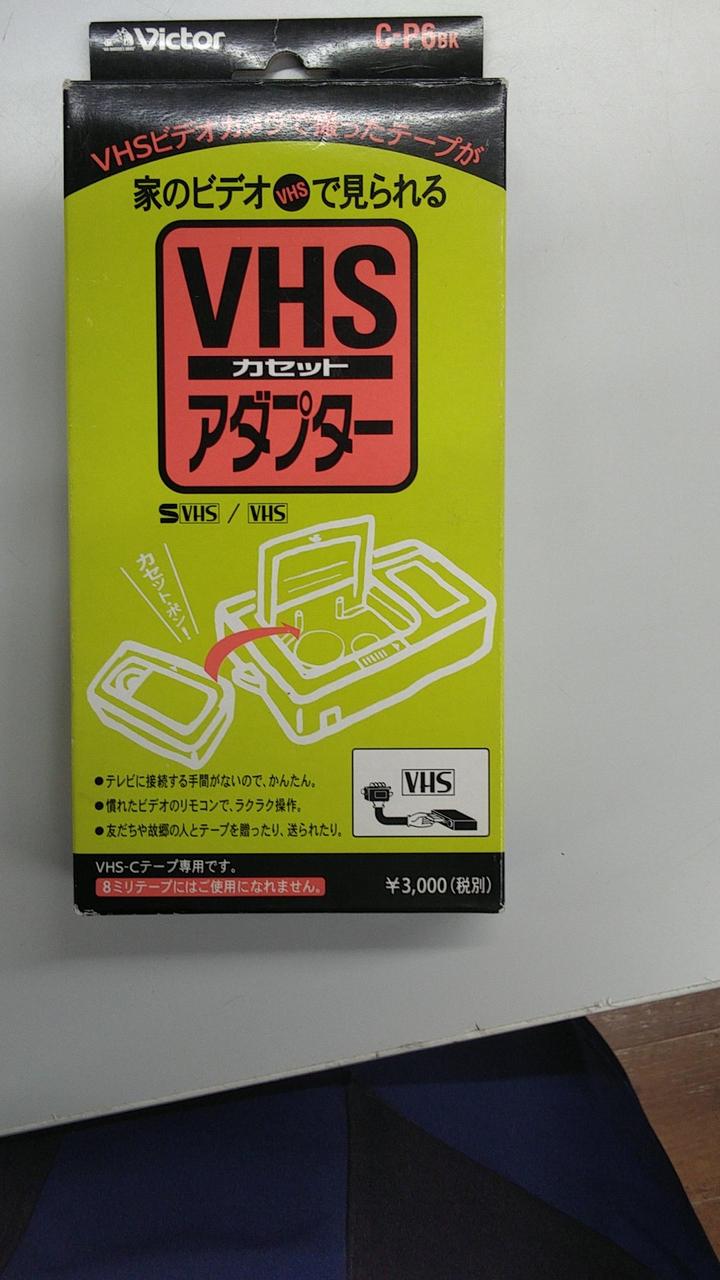 Victor
C-P6BK
VHSビデオカメラで撮ったテープが
家のビデオVHSで見られる
VHS
カセット
アダプター
SVHS / VHS
カセット、ポン!
VHS
●テレビに接続する手間がないので、かんたん。
●慣れたビデオのリモコンで、ラクラク操作。
●友だちや故郷の人とテープを贈ったり、送られたり。
VHS-Cテープ専用です。
8ミリテープにはご使用になれません。
¥3,000(税別)